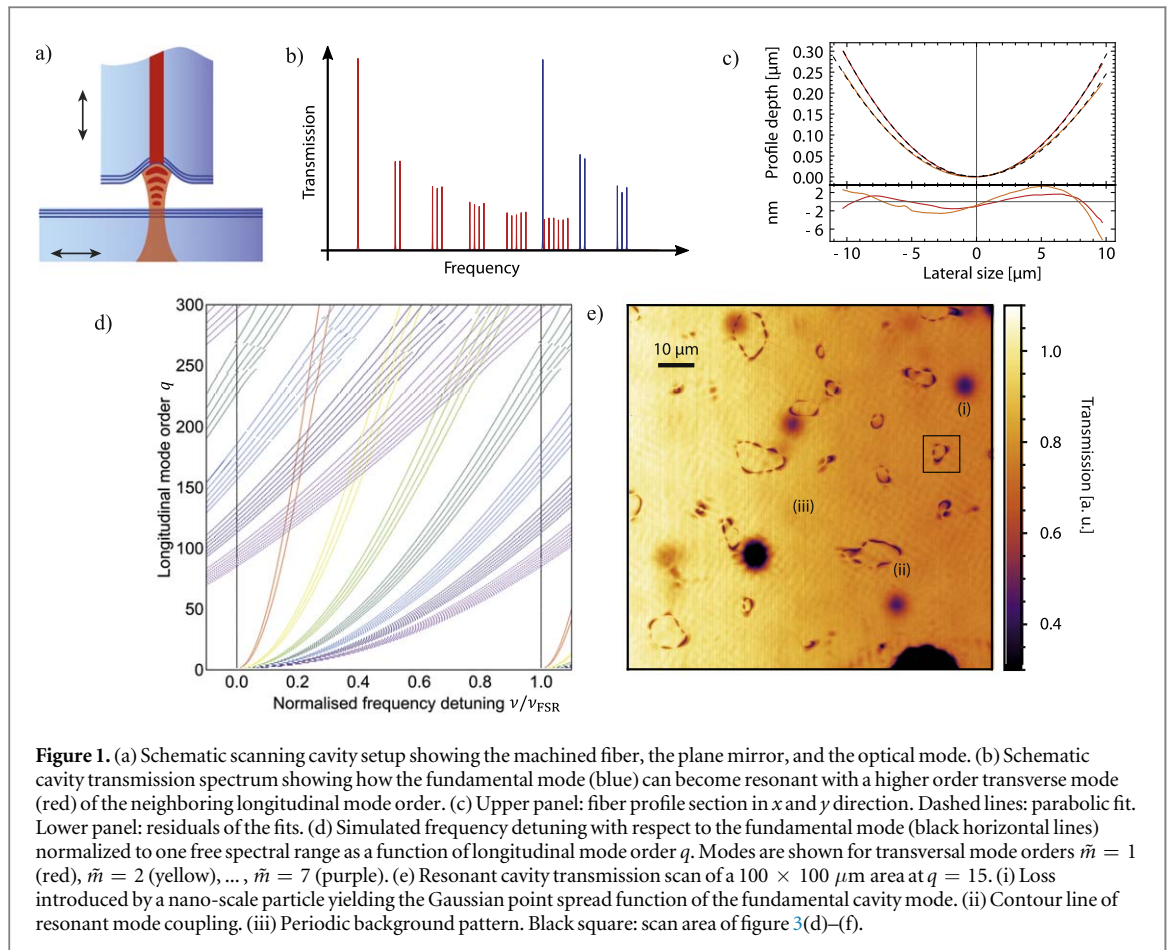 a)
b)
Transmission
Frequency
c)
Profile depth [μm]
0.30
0.25
0.20
0.15
0.10
0.05
0.00
nm
2
- 2
- 6
- 10
- 5
0
5
10
Lateral size [μm]
d)
Longitudinal mode order q
300
250
200
150
100
50
0
0.0
0.2
0.4
0.6
0.8
1.0
Normalised frequency detuning ν/νFSR
e)
10 μm
(i)
(iii)
(ii)
1.0
0.8
0.6
0.4
Transmission [a. u.]
Figure 1. (a) Schematic scanning cavity setup showing the machined fiber, the plane mirror, and the optical mode. (b) Schematic
cavity transmission spectrum showing how the fundamental mode (blue) can become resonant with a higher order transverse mode
(red) of the neighboring longitudinal mode order. (c) Upper panel: fiber profile section in x and y direction. Dashed lines: parabolic fit.
Lower panel: residuals of the fits. (d) Simulated frequency detuning with respect to the fundamental mode (black horizontal lines)
normalized to one free spectral range as a function of longitudinal mode order q. Modes are shown for transversal mode orders m̃ = 1
(red), m̃ = 2 (yellow), ... , m̃ = 7 (purple). (e) Resonant cavity transmission scan of a 100 × 100 μm area at q = 15. (i) Loss
introduced by a nano-scale particle yielding the Gaussian point spread function of the fundamental cavity mode. (ii) Contour line of
resonant mode coupling. (iii) Periodic background pattern. Black square: scan area of figure 3(d)–(f).